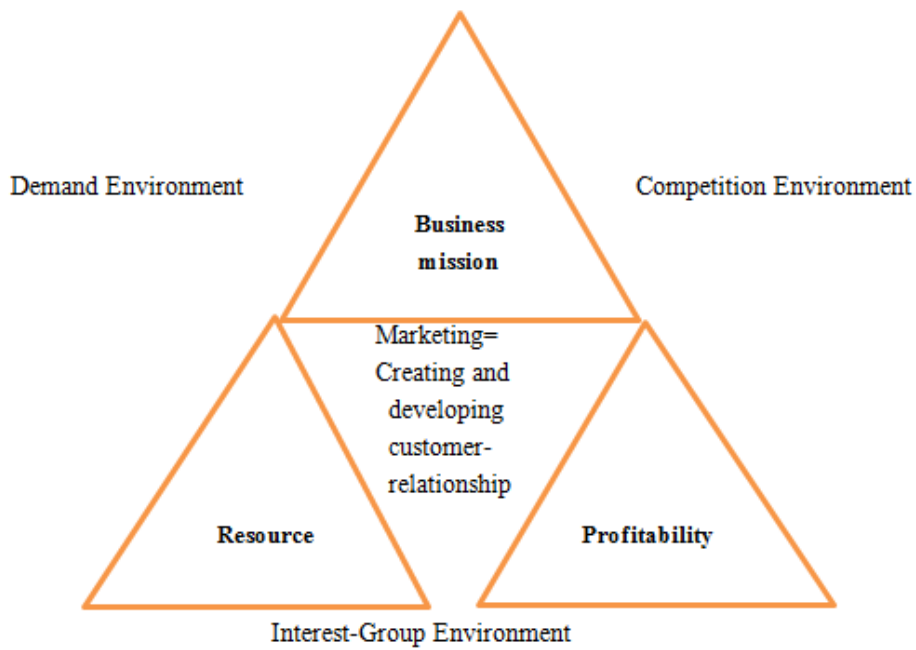 Demand Environment
Competition Environment
Business
mission
Marketing=
Creating and
developing
customer-
relationship
Resource
Profitability
Interest-Group Environment